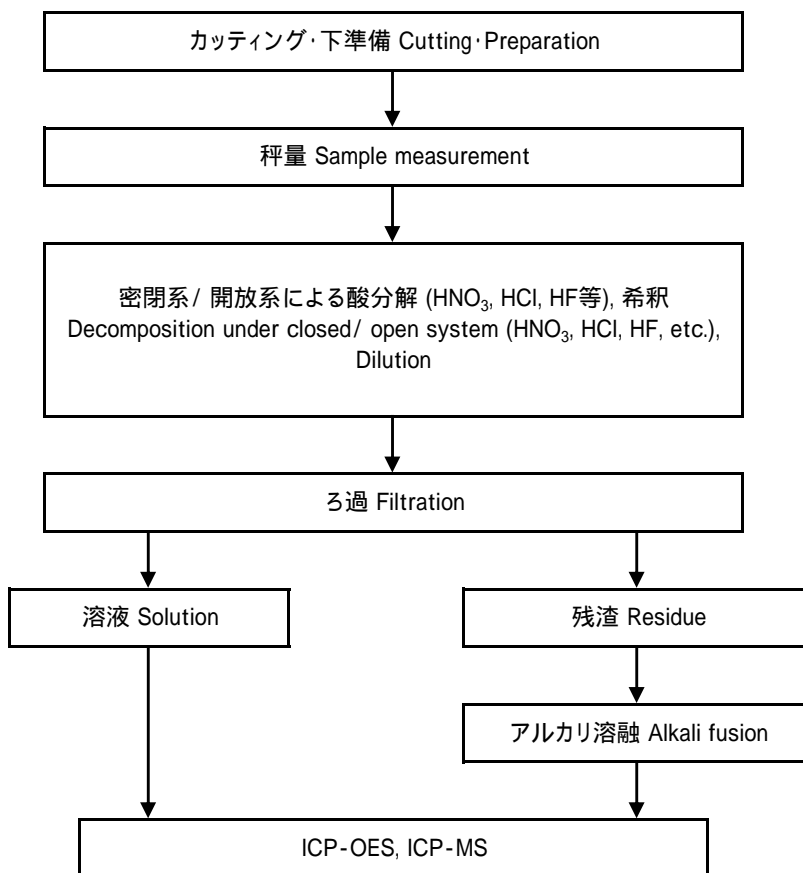 カッティング・下準備 Cutting・Preparation
秤量 Sample measurement
密閉系/ 開放系による酸分解 (HNO₃, HCl, HF等), 希釈
Decomposition under closed/ open system (HNO₃, HCl, HF, etc.),
Dilution
ろ過 Filtration
溶液 Solution
残渣 Residue
アルカリ溶融 Alkali fusion
ICP-OES, ICP-MS